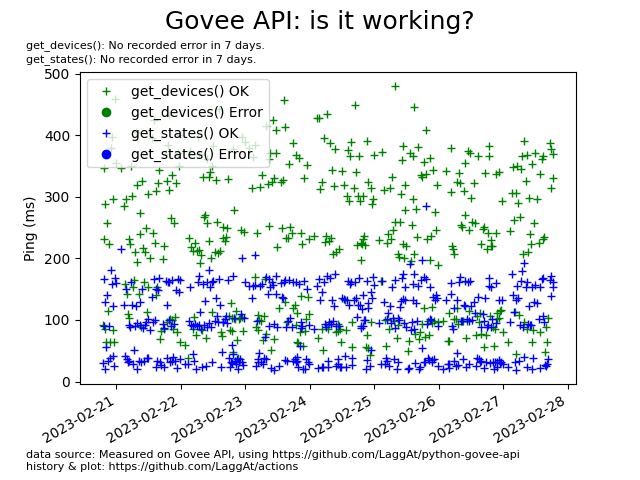 Govee API: is it working?
get_devices(): No recorded error in 7 days.
get_states(): No recorded error in 7 days.
get_devices() OK
get_devices() Error
get_states() OK
get_states() Error
Ping (ms)
500
400
300
200
100
0
2023-02-21
2023-02-22
2023-02-23
2023-02-24
2023-02-25
2023-02-26
2023-02-27
2023-02-28
data source: Measured on Govee API, using https://github.com/LaggAt/python-govee-api
history & plot: https://github.com/LaggAt/actions